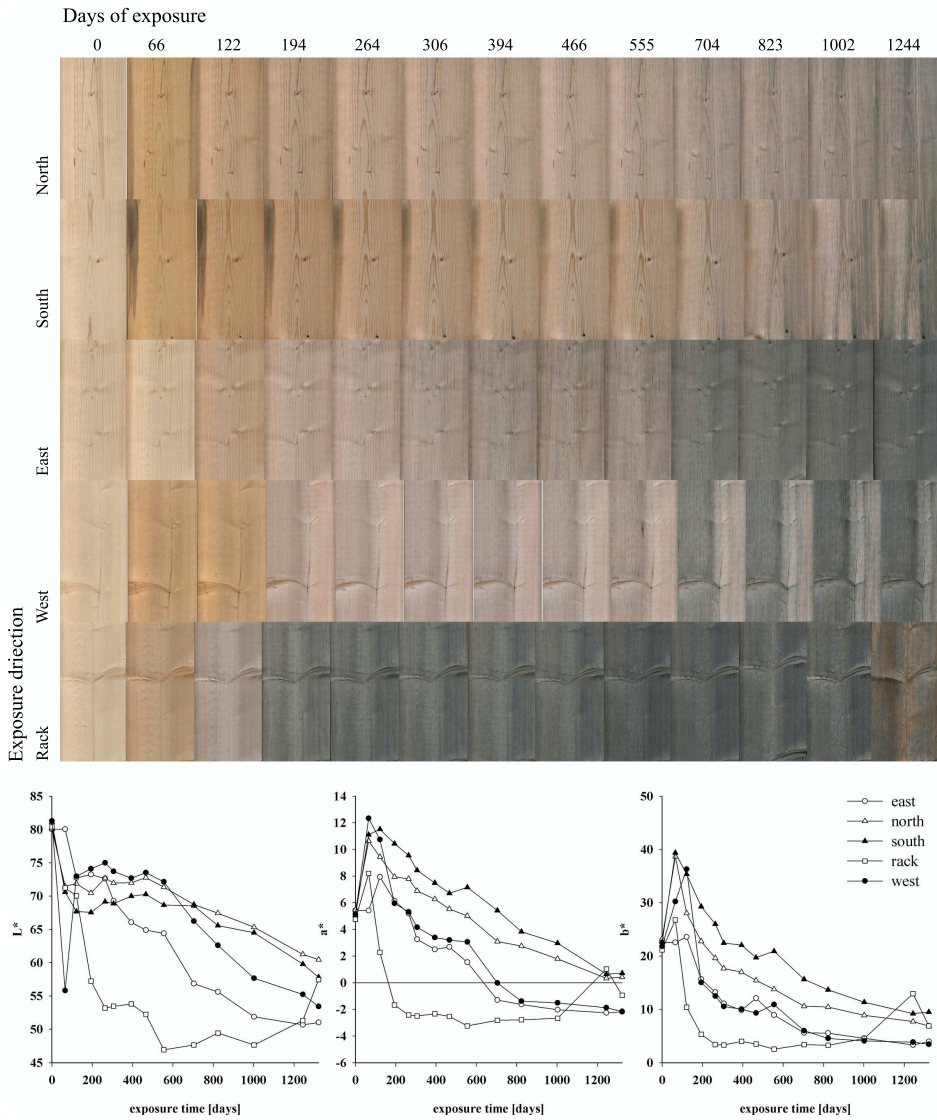 Days of exposure
0 66 122 194 264 306 394 466 555 704 823 1002 1244
North
South
East
West
Rack
Exposure driection
85
80
75
70
65
60
55
50
45
L*
0 200 400 600 800 1000 1200
exposure time [days]
14
12
10
8
6
4
2
0
-2
-4
-6
a*
0 200 400 600 800 1000 1200
exposure time [days]
50
40
30
20
10
0
b*
0 200 400 600 800 1000 1200
exposure time [days]
east
north
south
rack
west